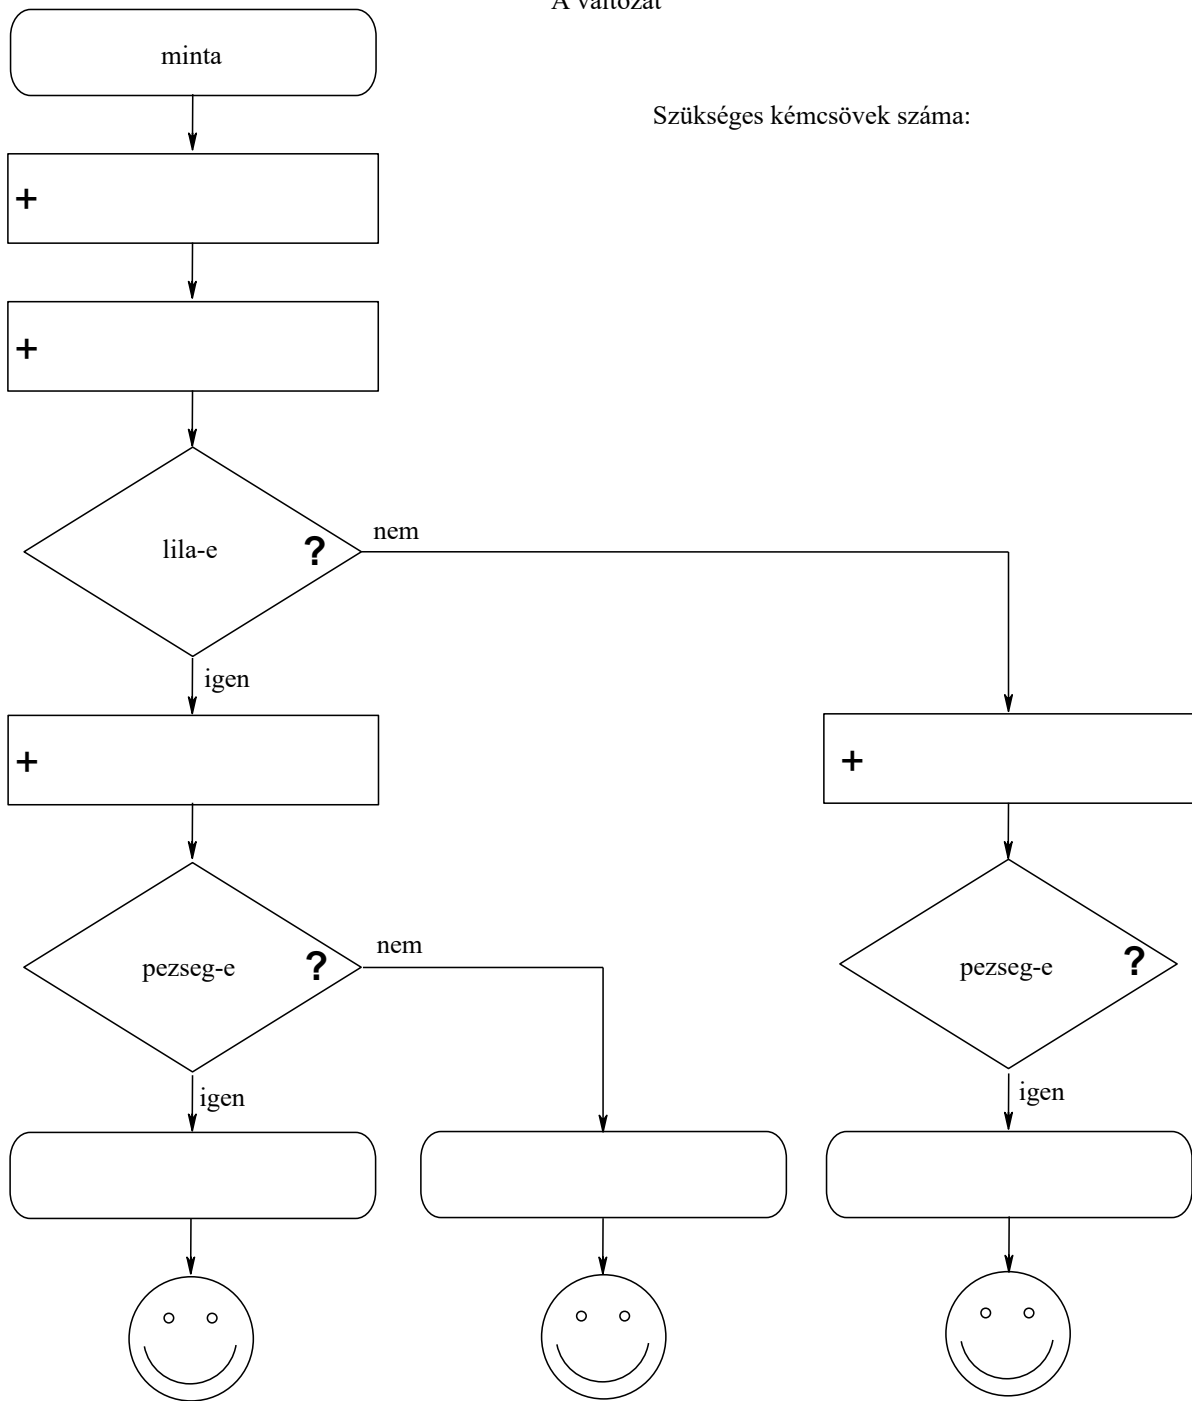 A változat
minta
Szükséges kémcsövek száma:
+
+
lila-e ?
nem
igen
+
+
pezseg-e ?
nem
pezseg-e ?
igen
igen